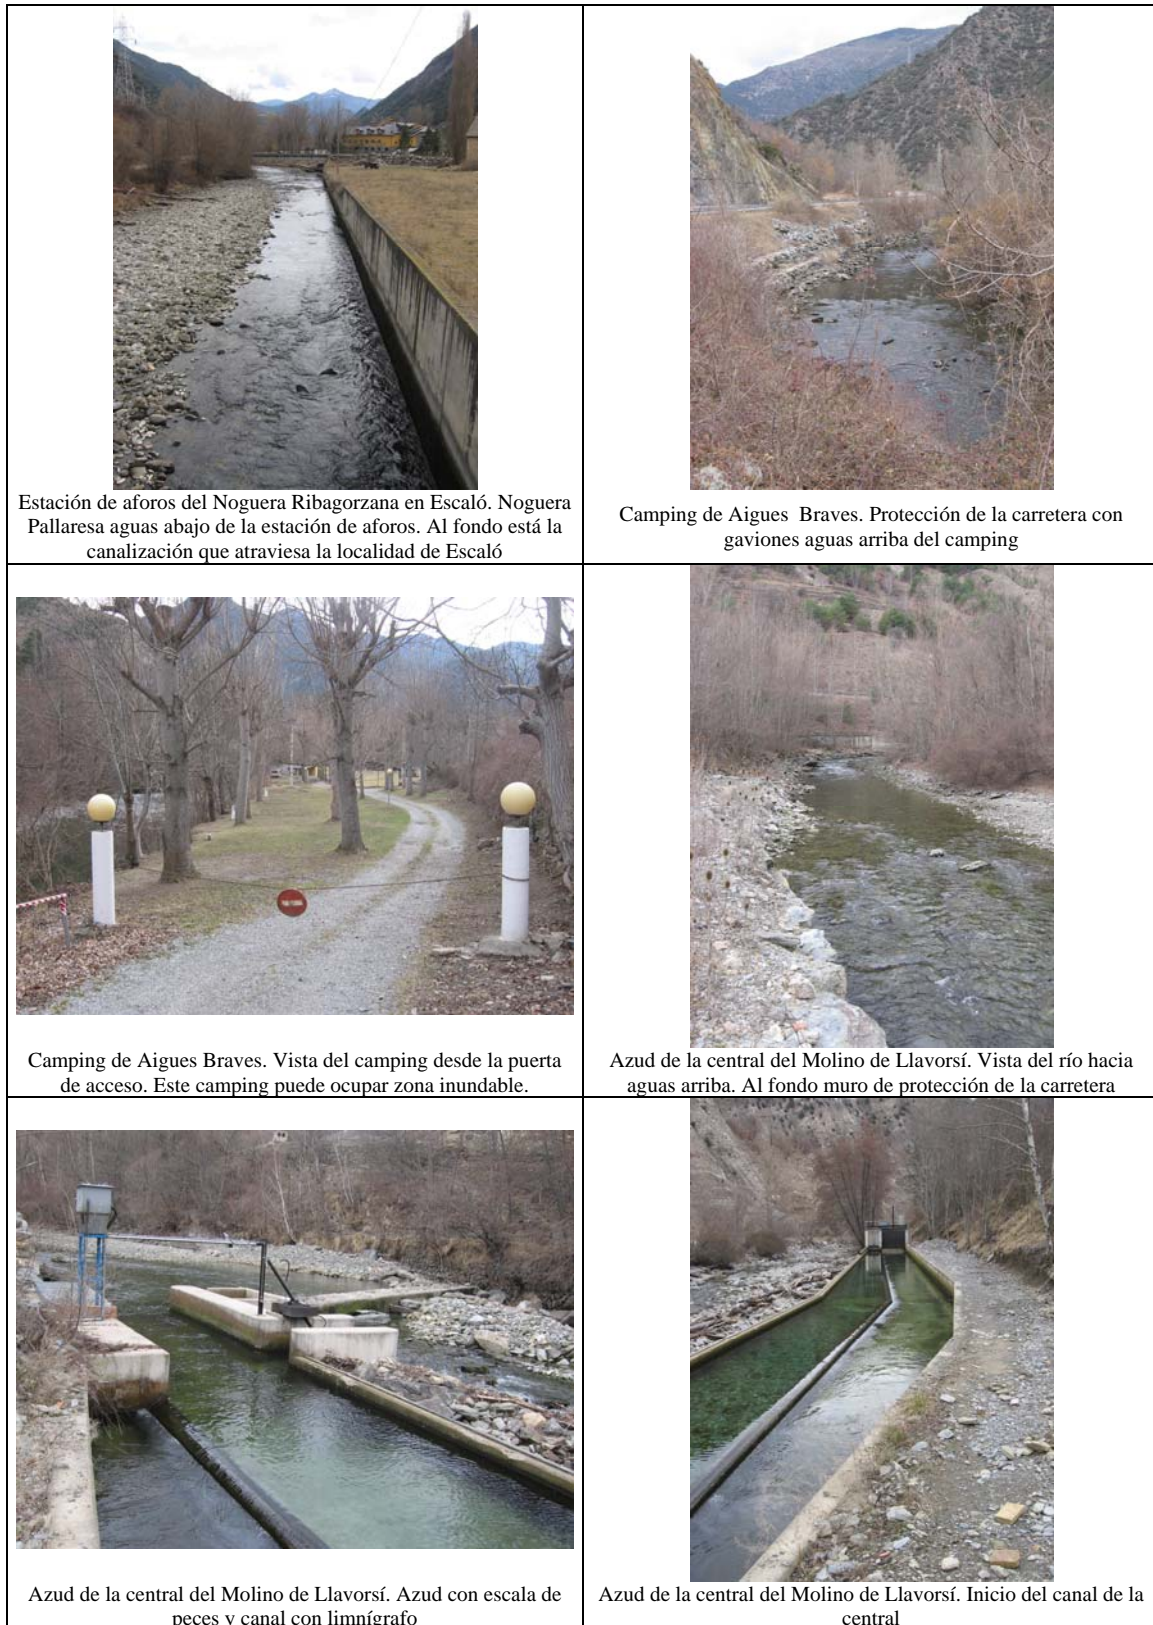 Estación de aforos del Noguera Ribagorzana en Escaló. Noguera
Pallaresa aguas abajo de la estación de aforos. Al fondo está la
canalización que atraviesa la localidad de Escaló
Camping de Aigues  Braves. Protección de la carretera con
gaviones aguas arriba del camping
Camping de Aigues Braves. Vista del camping desde la puerta
de acceso. Este camping puede ocupar zona inundable.
Azud de la central del Molino de Llavorsí. Vista del río hacia
aguas arriba. Al fondo muro de protección de la carretera
Azud de la central del Molino de Llavorsí. Azud con escala de
peces y canal con limnígrafo
Azud de la central del Molino de Llavorsí. Inicio del canal de la
central